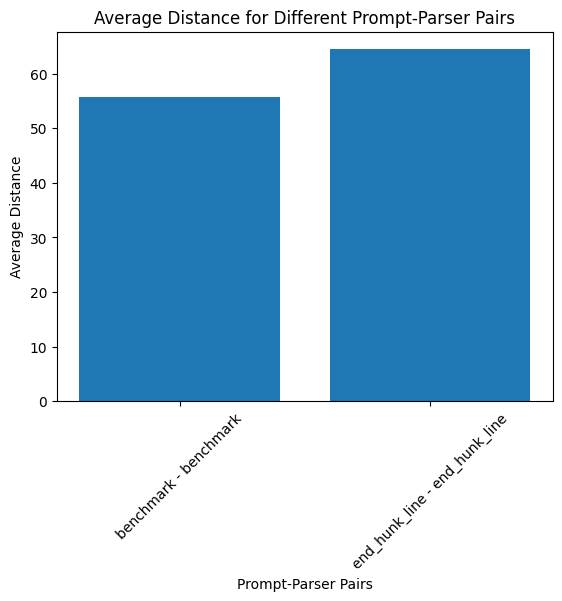 Average Distance for Different Prompt-Parser Pairs
Average Distance
60
50
40
30
20
10
0
benchmark - benchmark
end_hunk_line - end_hunk_line
Prompt-Parser Pairs